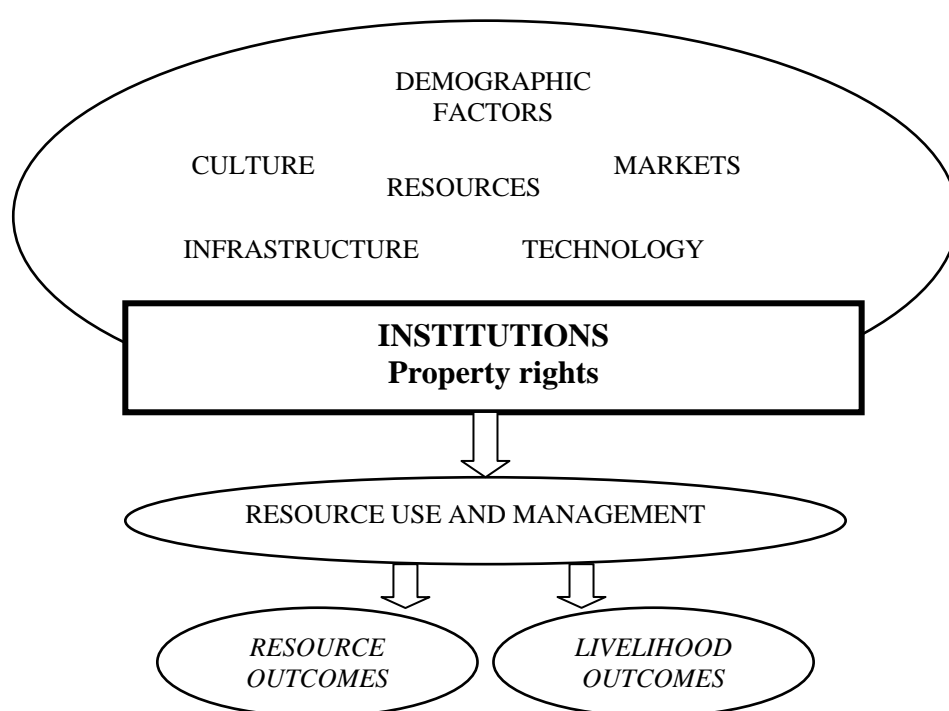 DEMOGRAPHIC
FACTORS
CULTURE
MARKETS
RESOURCES
INFRASTRUCTURE
TECHNOLOGY
INSTITUTIONS
Property rights
RESOURCE USE AND MANAGEMENT
RESOURCE
OUTCOMES
LIVELIHOOD
OUTCOMES